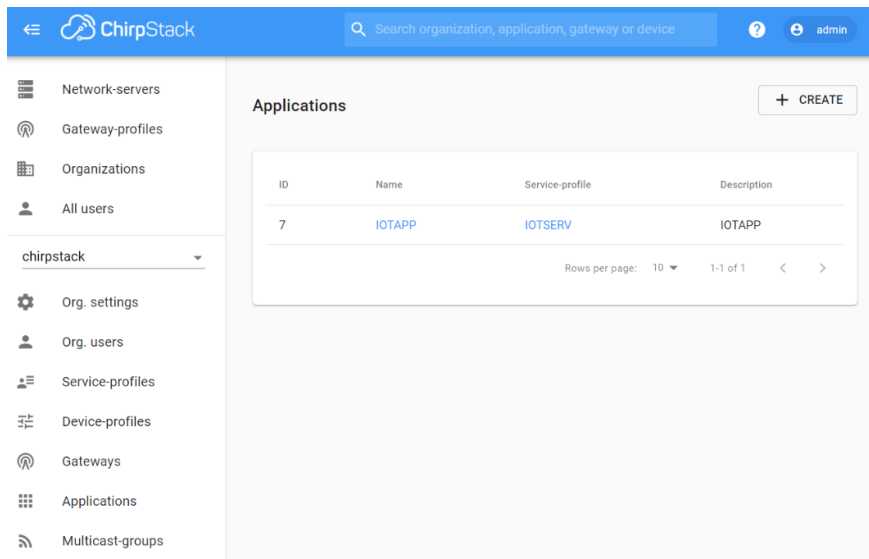 ChirpStack
Search organization, application, gateway or device
? admin
Network-servers
Gateway-profiles
Organizations
All users
chirpstack
Org. settings
Org. users
Service-profiles
Device-profiles
Gateways
Applications
Multicast-groups
Applications
+ CREATE
ID Name Service-profile Description
7 IOTAPP IOTSERV IOTAPP
Rows per page: 10 1-1 of 1 < >